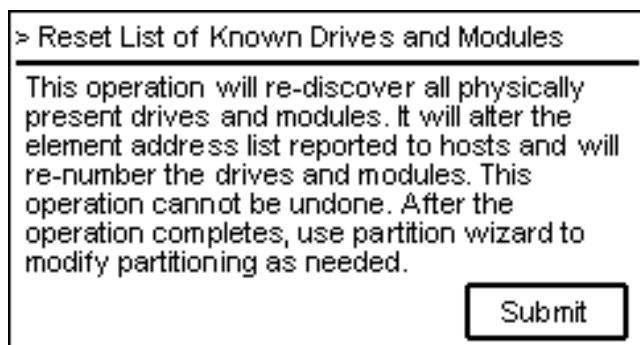 > Reset List of Known Drives and Modules
This operation will re-discover all physically
present drives and modules. It will alter the
element address list reported to hosts and will
re-number the drives and modules. This
operation cannot be undone. After the
operation completes, use partition wizard to
modify partitioning as needed.
Submit